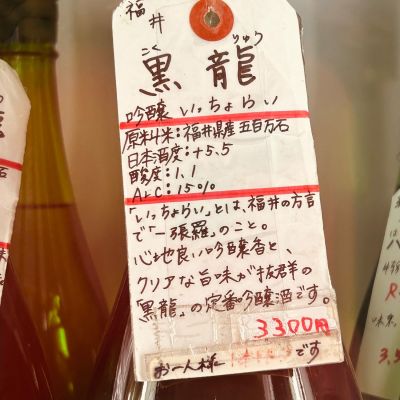 福井
こく りゅう
黒龍
吟醸 いっちょらい
原料米:福井県産 五百万石
日本酒度:+5.5
酸度:1.1
ALC:15%
「いっちょらい」とは、福井の方言
で「一張羅」のこと。
心地良い吟醸香と、
クリアな旨味が抜群の
「黒龍」の定番吟醸酒です。
3300円
お一人様
です